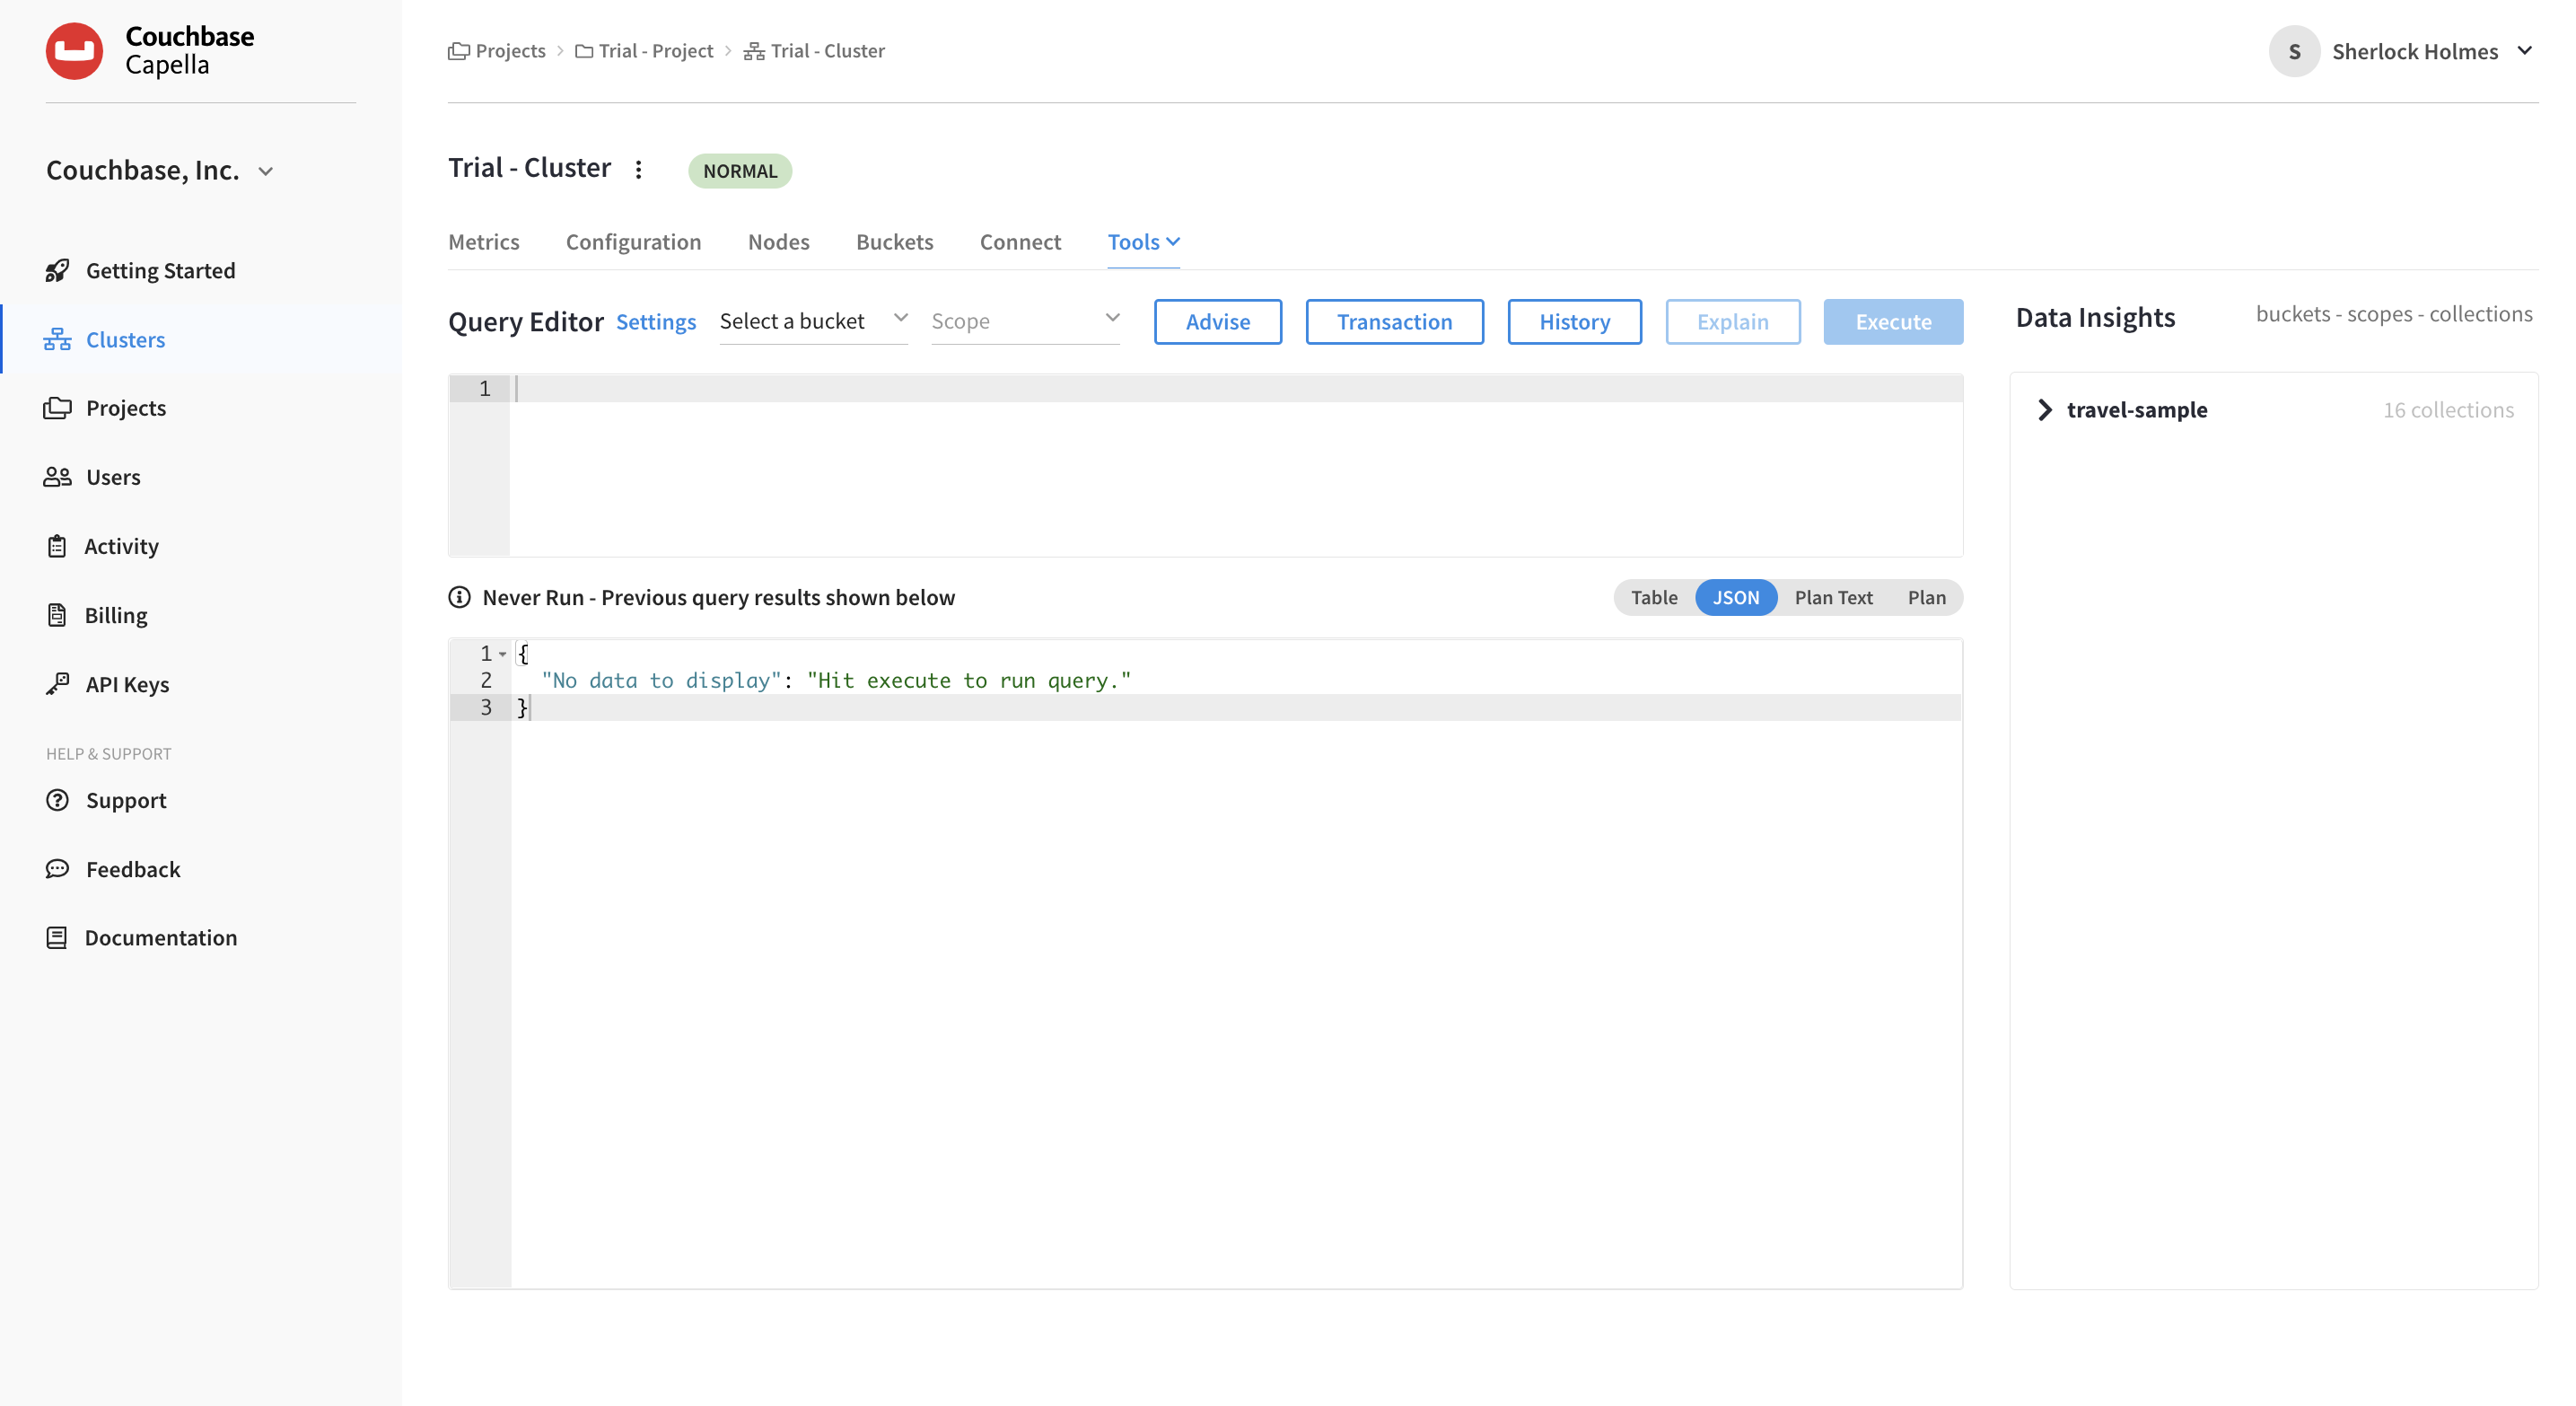 Couchbase
Capella
Projects
Trial - Project
Trial - Cluster
S
Sherlock Holmes
Couchbase, Inc.
Getting Started
Clusters
Projects
Users
Activity
Billing
API Keys
HELP & SUPPORT
Support
Feedback
Documentation
Trial - Cluster
NORMAL
Metrics
Configuration
Nodes
Buckets
Connect
Tools
Query Editor
Settings
Select a bucket
Scope
Advise
Transaction
History
Explain
Execute
1
Never Run - Previous query results shown below
Table
JSON
Plan Text
Plan
1 {
2 "No data to display": "Hit execute to run query."
3 }
Data Insights
buckets - scopes - collections
travel-sample
16 collections